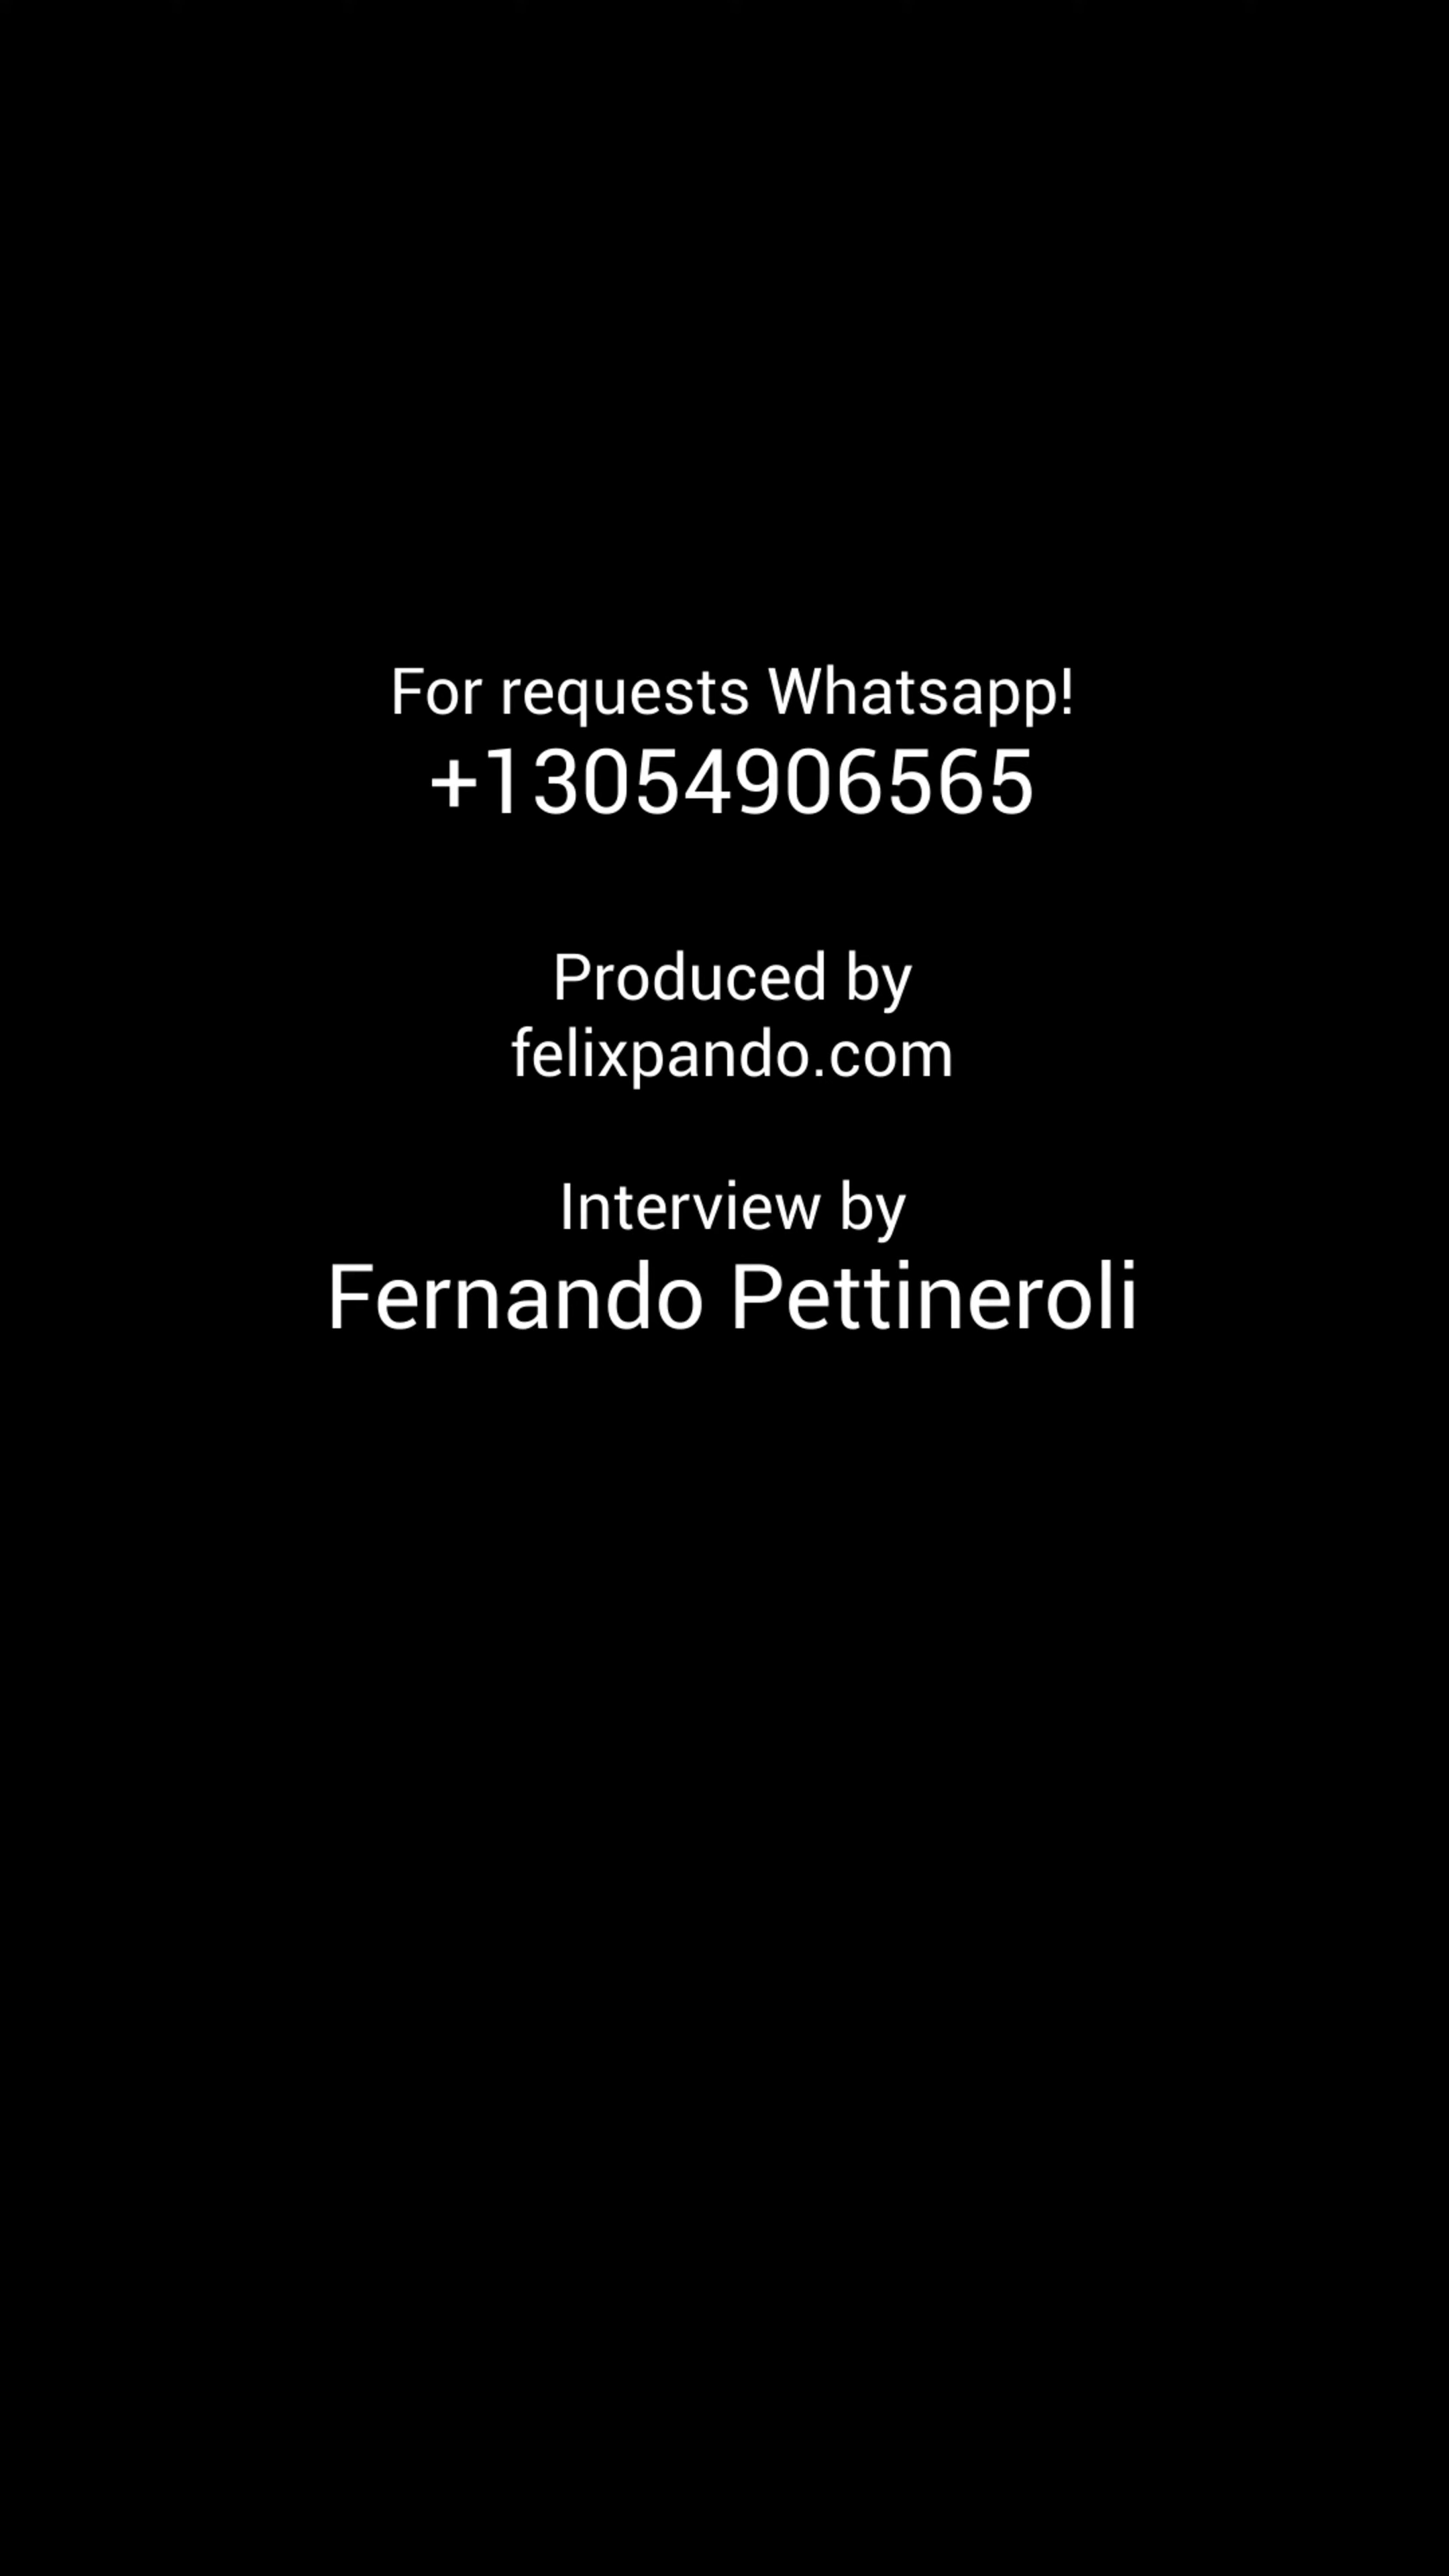 For requests Whatsapp!
+13054906565
Produced by
felixpando.com
Interview by
Fernando Pettineroli